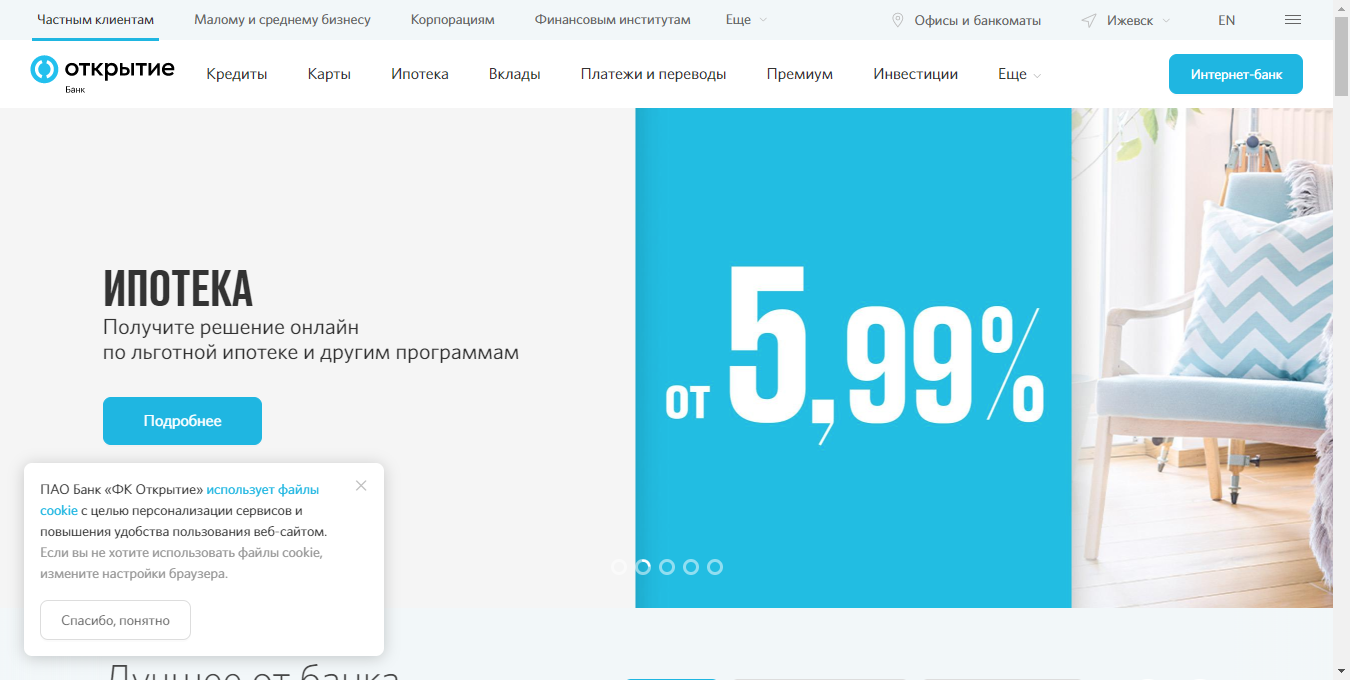 Частным клиентам
Малому и среднему бизнесу
Корпорациям
Финансовым институтам
Еще
Офисы и банкоматы
Ижевск
EN
открытие
Банк
Кредиты
Карты
Ипотека
Вклады
Платежи и переводы
Премиум
Инвестиции
Еще
Интернет-банк
ИПОТЕКА
Получите решение онлайн
по льготной ипотеке и другим программам
Подробнее
от 5,99%
ПАО Банк «ФК Открытие» использует файлы
cookie с целью персонализации сервисов и
повышения удобства пользования веб-сайтом.
Если вы не хотите использовать файлы cookie,
измените настройки браузера.
Спасибо, понятно
Лучшее от банка